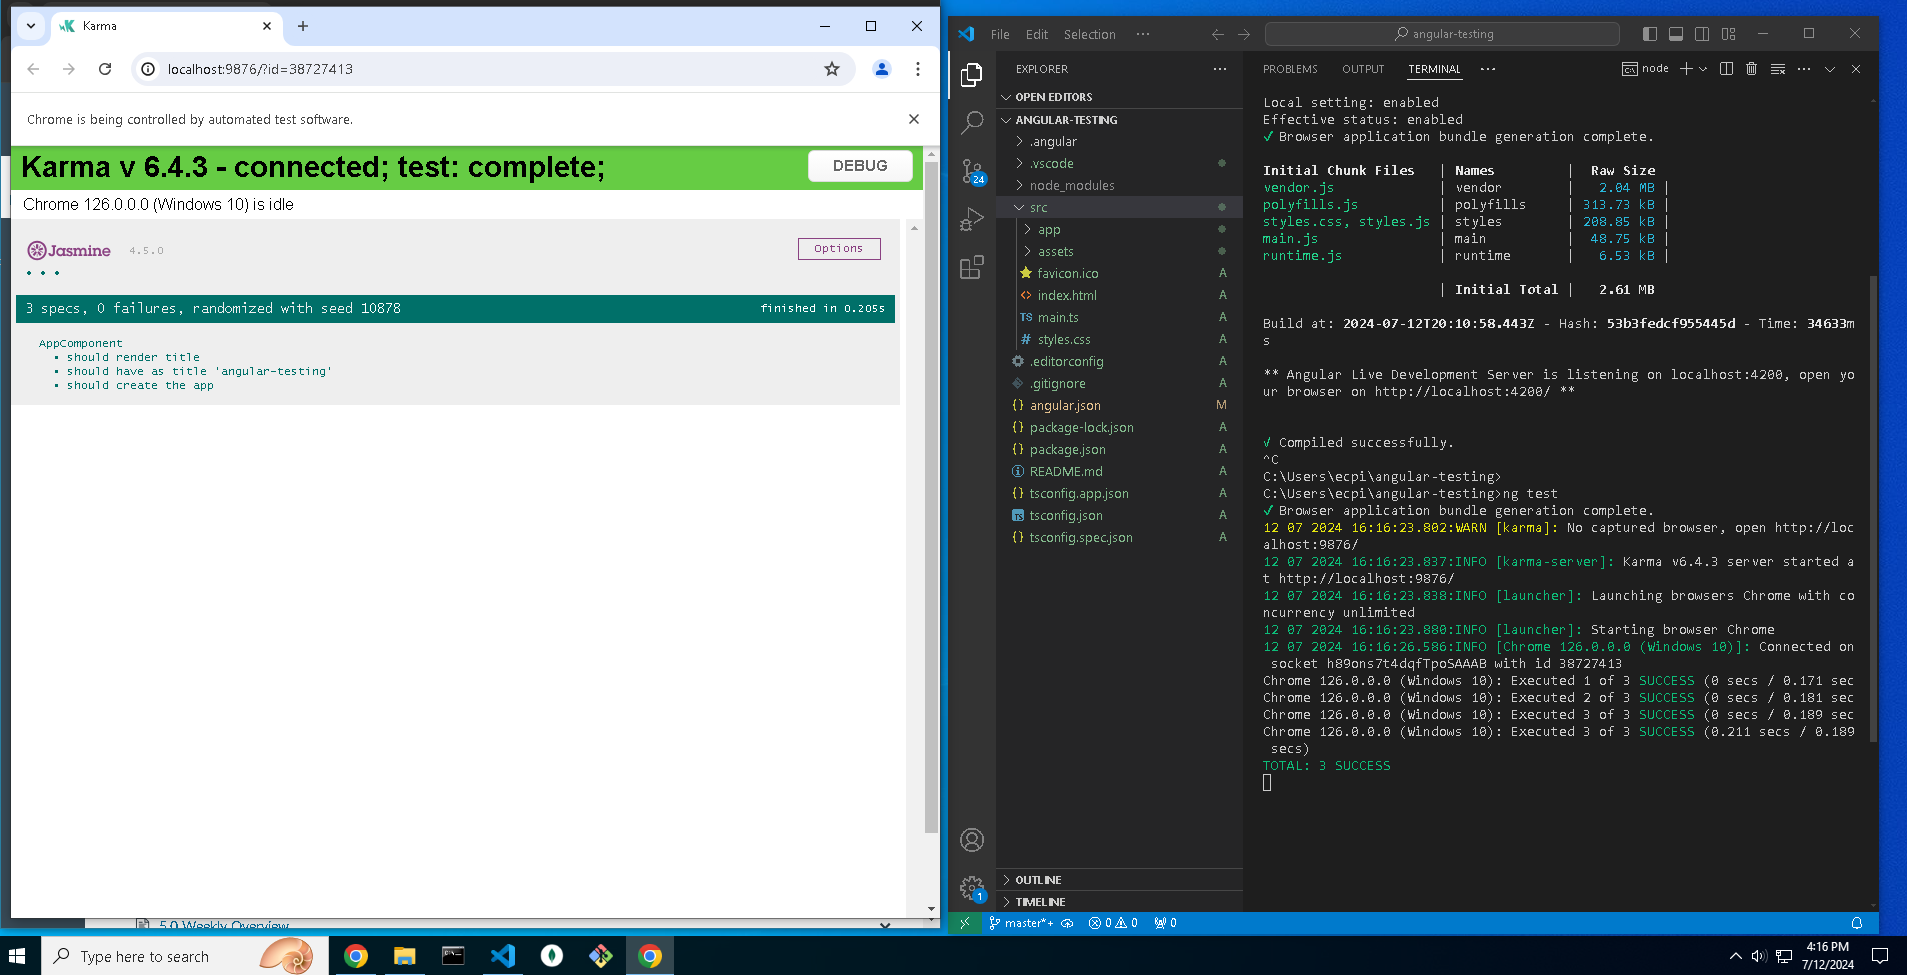 Karma
localhost:9876/?id=38727413
Chrome is being controlled by automated test software.
Karma v 6.4.3 - connected; test: complete;
DEBUG
Chrome 126.0.0.0 (Windows 10) is idle
Jasmine 4.5.0
Options
3 specs, 0 failures, randomized with seed 10878
finished in 0.205s
AppComponent
should render title
should have as title 'angular-testing'
should create the app
5.0 Weekly Overview
File Edit Selection ···
angular-testing
EXPLORER
OPEN EDITORS
ANGULAR-TESTING
.angular
.vscode
node_modules
src
app
assets
favicon.ico A
index.html A
TS main.ts A
# styles.css A
.editorconfig A
.gitignore A
{} angular.json M
{} package-lock.json A
{} package.json A
README.md A
{} tsconfig.app.json A
TS tsconfig.json A
{} tsconfig.spec.json A
OUTLINE
TIMELINE
24
1
PROBLEMS OUTPUT TERMINAL ···
node
Local setting: enabled
Effective status: enabled
✓ Browser application bundle generation complete.
Initial Chunk Files | Names | Raw Size
vendor.js | vendor | 2.04 MB |
polyfills.js | polyfills | 313.73 kB |
styles.css, styles.js | styles | 208.85 kB |
main.js | main | 48.75 kB |
runtime.js | runtime | 6.53 kB |
| Initial Total | 2.61 MB
Build at: 2024-07-12T20:10:58.443Z - Hash: 53b3fedcf955445d - Time: 34633m
s
** Angular Live Development Server is listening on localhost:4200, open yo
ur browser on http://localhost:4200/ **
√ Compiled successfully.
^C
C:\Users\ecpi\angular-testing>
C:\Users\ecpi\angular-testing>ng test
✓ Browser application bundle generation complete.
12 07 2024 16:16:23.802:WARN [karma]: No captured browser, open http://loc
alhost:9876/
12 07 2024 16:16:23.837:INFO [karma-server]: Karma v6.4.3 server started a
t http://localhost:9876/
12 07 2024 16:16:23.838:INFO [launcher]: Launching browsers Chrome with co
ncurrency unlimited
12 07 2024 16:16:23.880:INFO [launcher]: Starting browser Chrome
12 07 2024 16:16:26.586:INFO [Chrome 126.0.0.0 (Windows 10)]: Connected on
socket h89ons7t4dqfTpoSAAAB with id 38727413
Chrome 126.0.0.0 (Windows 10): Executed 1 of 3 SUCCESS (0 secs / 0.171 sec
Chrome 126.0.0.0 (Windows 10): Executed 2 of 3 SUCCESS (0 secs / 0.181 sec
Chrome 126.0.0.0 (Windows 10): Executed 3 of 3 SUCCESS (0 secs / 0.189 sec
Chrome 126.0.0.0 (Windows 10): Executed 3 of 3 SUCCESS (0.211 secs / 0.189
secs)
TOTAL: 3 SUCCESS
master*+ 0 0 0
Type here to search
4:16 PM
7/12/2024